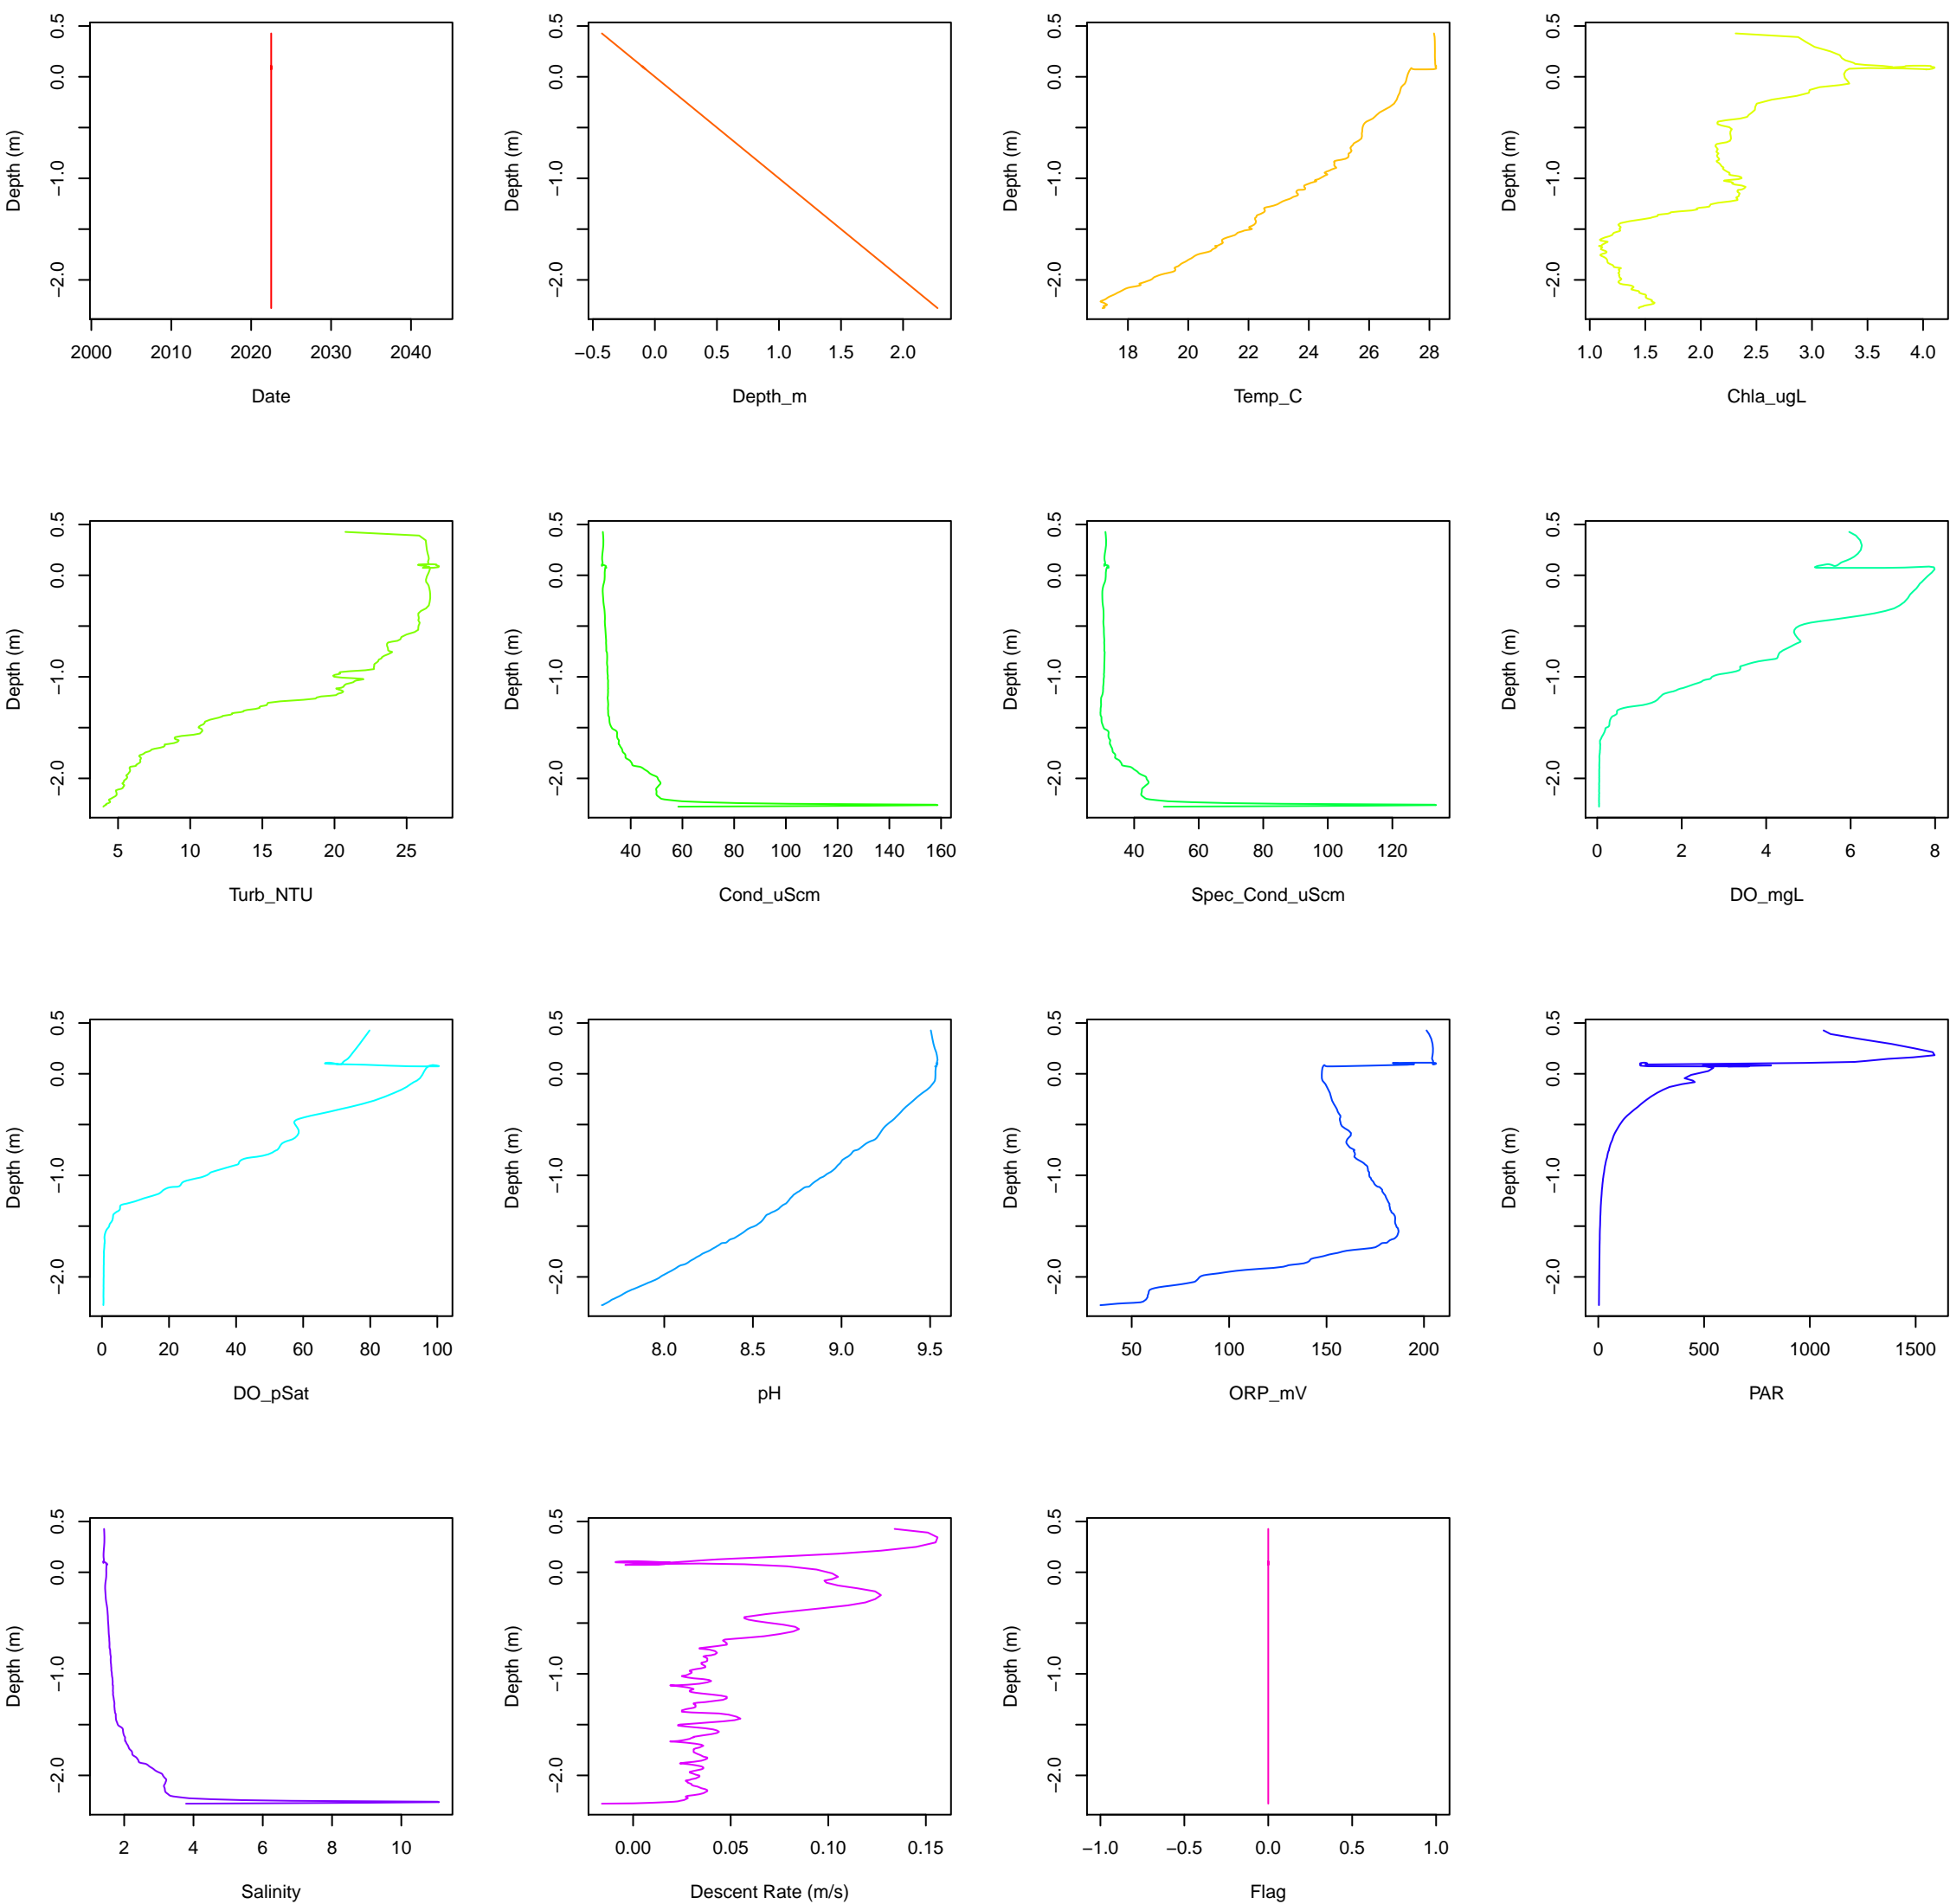 Depth (m)
0.5
0.0
−1.0
−2.0
2000 2010 2020 2030 2040
Date
Depth (m)
0.5
0.0
−1.0
−2.0
−0.5 0.0 0.5 1.0 1.5 2.0
Depth_m
Depth (m)
0.5
0.0
−1.0
−2.0
18 20 22 24 26 28
Temp_C
Depth (m)
0.5
0.0
−1.0
−2.0
1.0 1.5 2.0 2.5 3.0 3.5 4.0
Chla_ugL
Depth (m)
0.5
0.0
−1.0
−2.0
5 10 15 20 25
Turb_NTU
Depth (m)
0.5
0.0
−1.0
−2.0
40 60 80 100 120 140 160
Cond_uScm
Depth (m)
0.5
0.0
−1.0
−2.0
40 60 80 100 120
Spec_Cond_uScm
Depth (m)
0.5
0.0
−1.0
−2.0
0 2 4 6 8
DO_mgL
Depth (m)
0.5
0.0
−1.0
−2.0
0 20 40 60 80 100
DO_pSat
Depth (m)
0.5
0.0
−1.0
−2.0
8.0 8.5 9.0 9.5
pH
Depth (m)
0.5
0.0
−1.0
−2.0
50 100 150 200
ORP_mV
Depth (m)
0.5
0.0
−1.0
−2.0
0 500 1000 1500
PAR
Depth (m)
0.5
0.0
−1.0
−2.0
2 4 6 8 10
Salinity
Depth (m)
0.5
0.0
−1.0
−2.0
0.00 0.05 0.10 0.15
Descent Rate (m/s)
Depth (m)
0.5
0.0
−1.0
−2.0
−1.0 −0.5 0.0 0.5 1.0
Flag